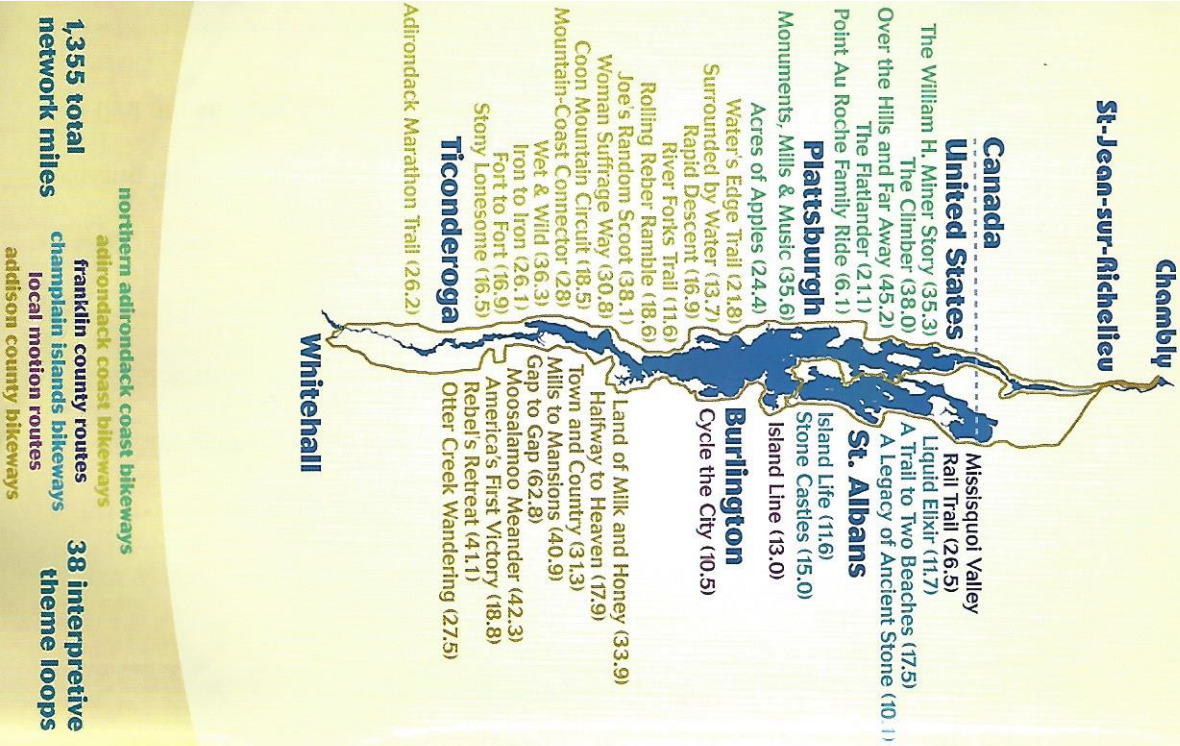 Chambly
St-Jean-sur-Richelieu
Canada
United States
The William H. Miner Story (35.3)
The Climber (38.0)
Over the Hills and Far Away (45.2)
The Flatlander (21.1)
Point Au Roche Family Ride (6.1)
Plattsburgh
Monuments, Mills & Music (35.6)
Acres of Apples (24.4)
Water's Edge Trail (21.8)
Surrounded by Water (13.7)
Rapid Descent (16.9)
River Forks Trail (11.6)
Rolling Reber Ramble (18.6)
Joe's Random Scoot (38.1)
Woman Suffrage Way (30.8)
Coon Mountain Circuit (18.5)
Mountain-Coast Connector (28)
Wet & Wild (36.3)
Iron to Iron (26.1)
Fort to Fort (16.9)
Stony Lonesome (16.5)
Ticonderoga
Adirondack Marathon Trail (26.2)
Missisquoi Valley
Rail Trail (26.5)
Liquid Elixir (11.7)
A Trail to Two Beaches (17.5)
A Legacy of Ancient Stone (10.1)
St. Albans
Island Life (11.6)
Stone Castles (15.0)
Island Line (13.0)
Burlington
Cycle the City (10.5)
Land of Milk and Honey (33.9)
Halfway to Heaven (17.9)
Town and Country (31.3)
Mills to Mansions (40.9)
Gap to Gap (62.8)
Moosalamoo Meander (42.3)
America's First Victory (18.8)
Rebel's Retreat (41.1)
Otter Creek Wandering (27.5)
Whitehall
northern adirondack coast bikeways
adirondack coast bikeways
franklin county routes
champlain islands bikeways
local motion routes
addison county bikeways
1,355 total
network miles
38 interpretive
theme loops